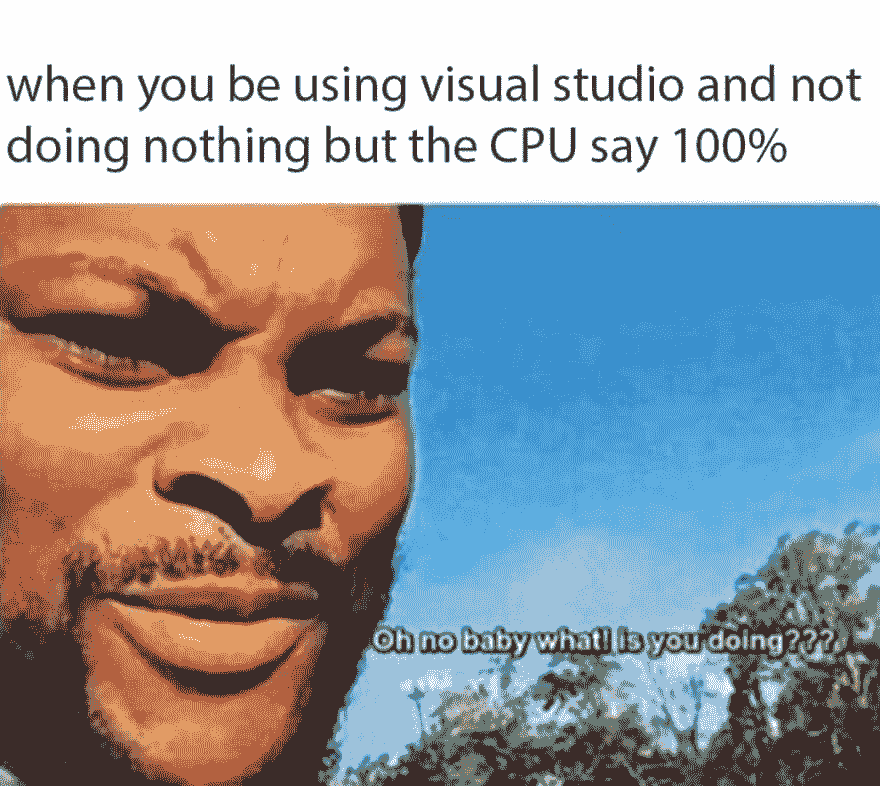 when you be using visual studio and not
doing nothing but the CPU say 100%
Oh no baby what! is you doing???